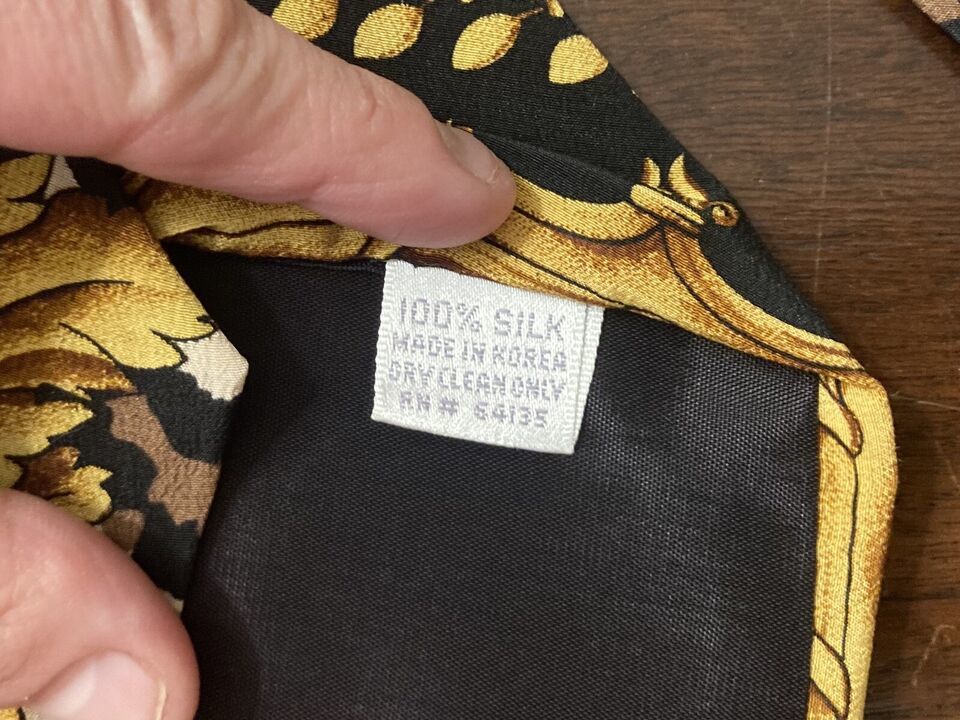 100% SILK
MADE IN KOREA
DRY CLEAN ONLY
RN # 64135